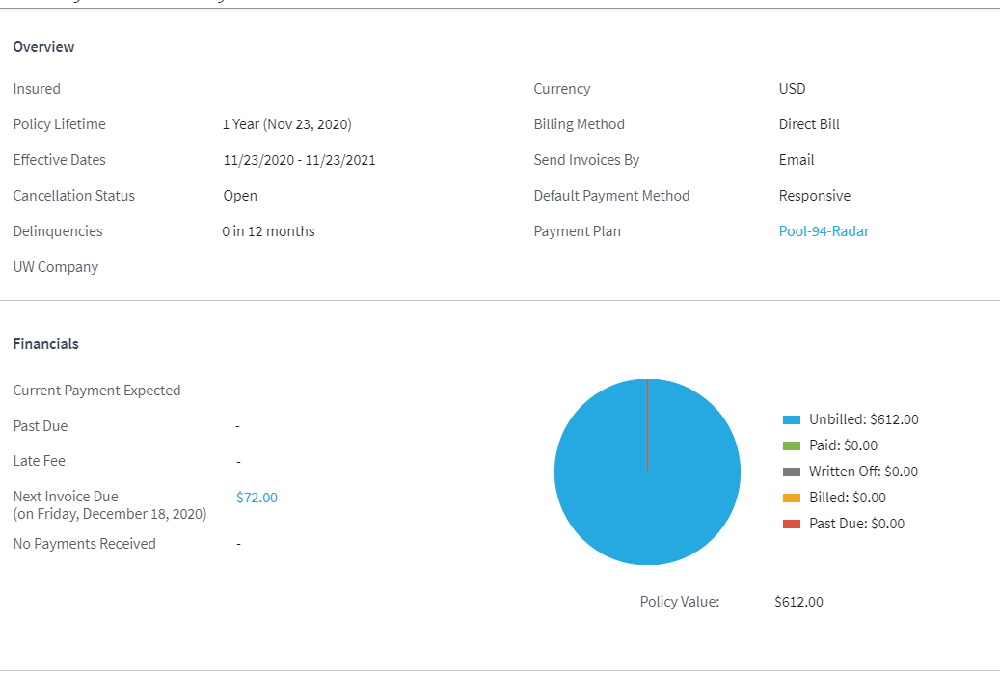 Overview
Insured
Currency USD
Policy Lifetime 1 Year (Nov 23, 2020)
Billing Method Direct Bill
Effective Dates 11/23/2020 - 11/23/2021
Send Invoices By Email
Cancellation Status Open
Default Payment Method Responsive
Delinquencies 0 in 12 months
Payment Plan Pool-94-Radar
UW Company
Financials
Current Payment Expected -
Past Due -
Late Fee -
Next Invoice Due
(on Friday, December 18, 2020) $72.00
No Payments Received -
Unbilled: $612.00
Paid: $0.00
Written Off: $0.00
Billed: $0.00
Past Due: $0.00
Policy Value: $612.00